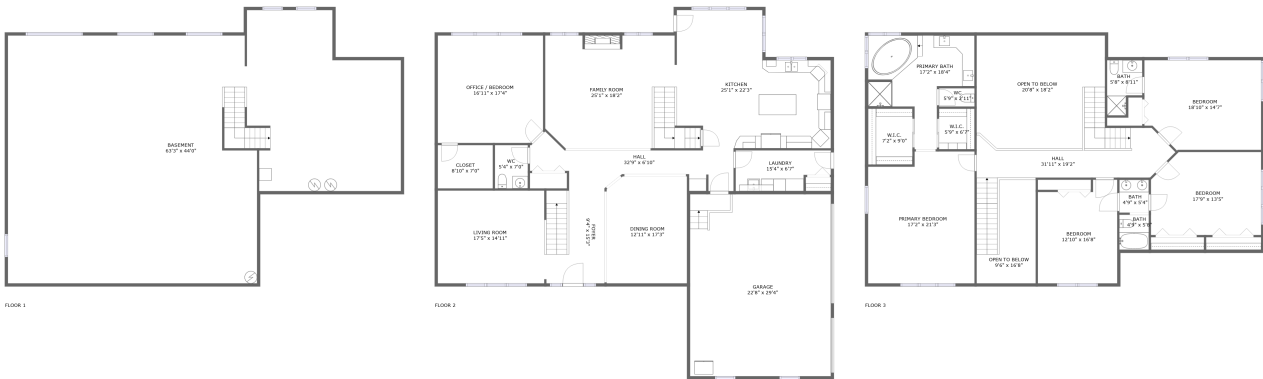 BASEMENT
63'3" x 44'0"
FLOOR 1
OFFICE / BEDROOM
16'11" x 17'4"
FAMILY ROOM
25'1" x 18'2"
KITCHEN
25'1" x 22'3"
CLOSET
8'10" x 7'0"
WC
5'4" x 7'0"
HALL
32'9" x 6'10"
LAUNDRY
15'4" x 6'7"
LIVING ROOM
17'5" x 14'11"
FOYER
DINING ROOM
12'11" x 17'3"
GARAGE
22'8" x 29'4"
FLOOR 2
PRIMARY BATH
17'2" x 18'4"
WC
5'9" x 2'11"
W.I.C.
7'2" x 9'0"
W.I.C.
5'9" x 6'7"
OPEN TO BELOW
20'8" x 18'2"
BATH
5'8" x 8'11"
BEDROOM
18'10" x 14'7"
HALL
31'11" x 19'2"
PRIMARY BEDROOM
17'2" x 21'3"
OPEN TO BELOW
9'6" x 16'8"
BEDROOM
12'10" x 16'8"
BATH
4'9" x 5'4"
BATH
BEDROOM
17'9" x 13'5"
FLOOR 3